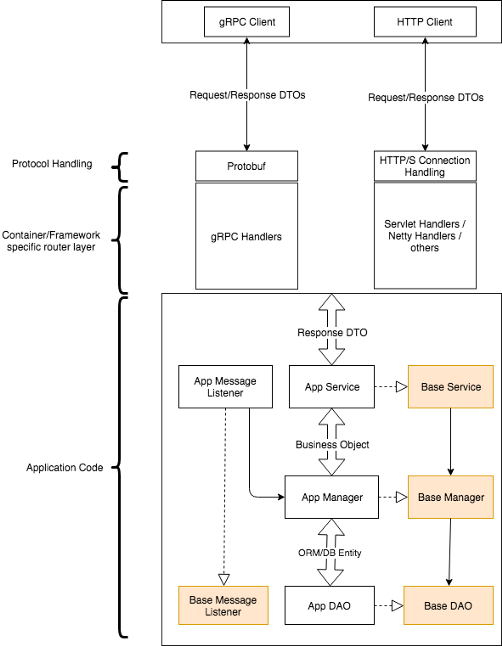 gRPC Client
HTTP Client
Request/Response DTOs
Request/Response DTOs
Protocol Handling
Protobuf
HTTP/S Connection
Handling
Container/Framework
specific router layer
gRPC Handlers
Servlet Handlers /
Netty Handlers /
others
Response DTO
App Message
Listener
App Service
Base Service
Business Object
Application Code
App Manager
Base Manager
ORM/DB Entity
Base Message
Listener
App DAO
Base DAO